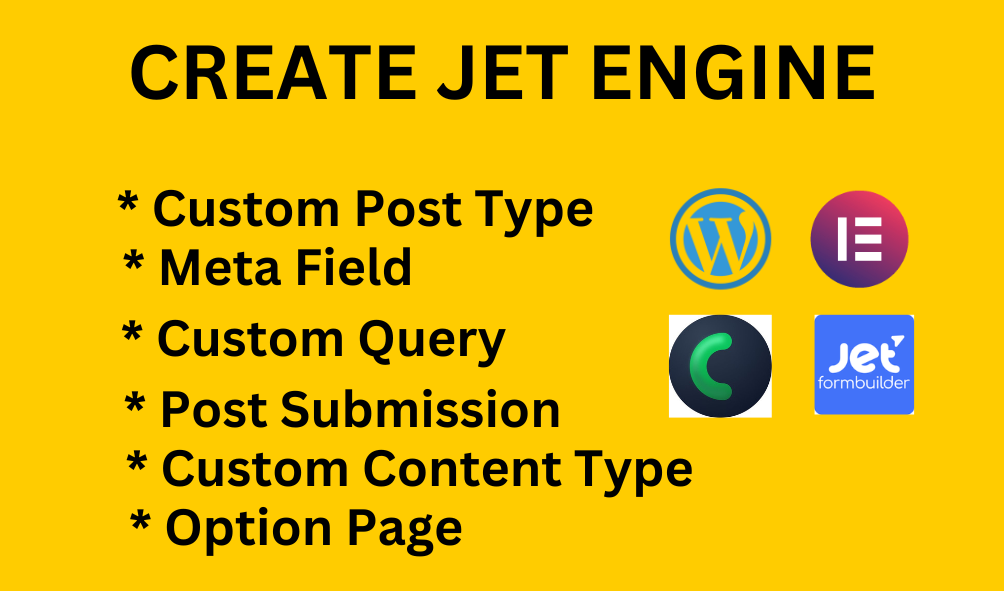 CREATE JET ENGINE
* Custom Post Type
* Meta Field
* Custom Query
* Post Submission
* Custom Content Type
* Option Page
Jet
formbuilder